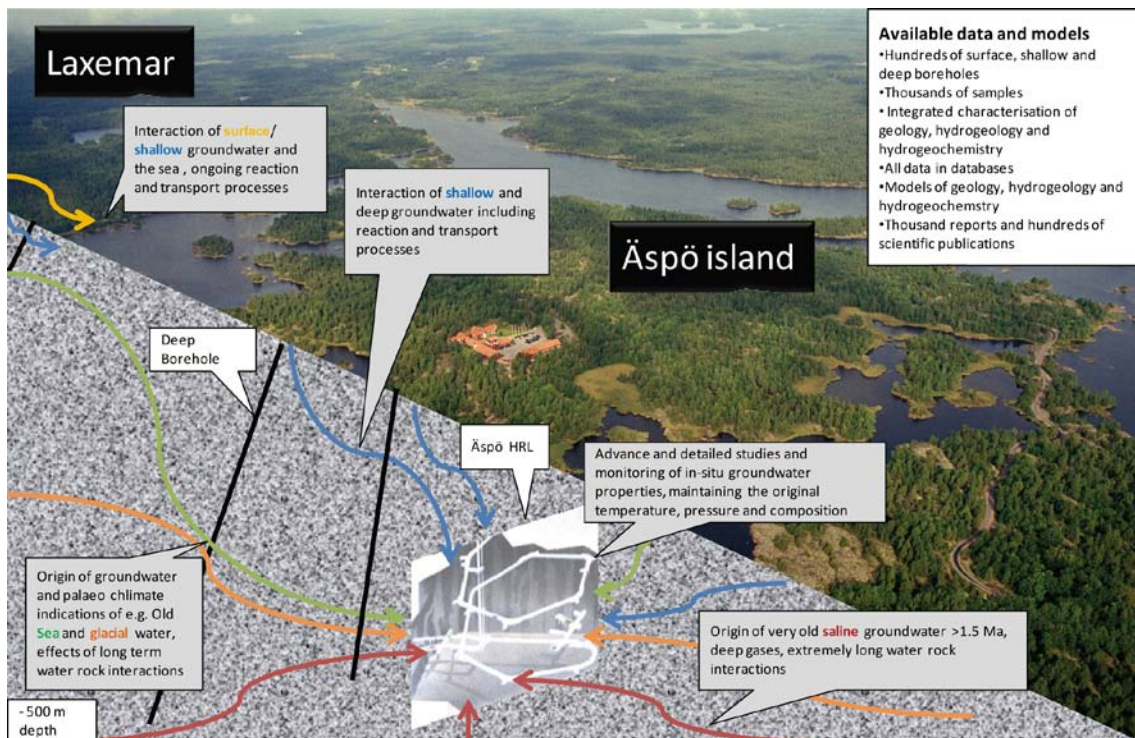 Laxemar
Interaction of surface/
shallow groundwater and
the sea , ongoing reaction
and transport processes
Interaction of shallow and
deep groundwater including
reaction and transport
processes
Äspö island
Available data and models
•Hundreds of surface, shallow and
deep boreholes
•Thousands of samples
• Integrated characterisation of
geology, hydrogeology and
hydrogeochemistry
•All data in databases
•Models of geology, hydrogeology and
hydrogeochemstry
•Thousand reports and hundreds of
scientific publications
Deep
Borehole
Äspö HRL
Advance and detailed studies and
monitoring of in-situ groundwater
properties, maintaining the original
temperature, pressure and composition
Origin of groundwater
and palaeo chlimate
indications of e.g. Old
Sea and glacial water,
effects of long term
water rock interactions
Origin of very old saline groundwater >1.5 Ma,
deep gases, extremely long water rock
interactions
- 500 m
depth